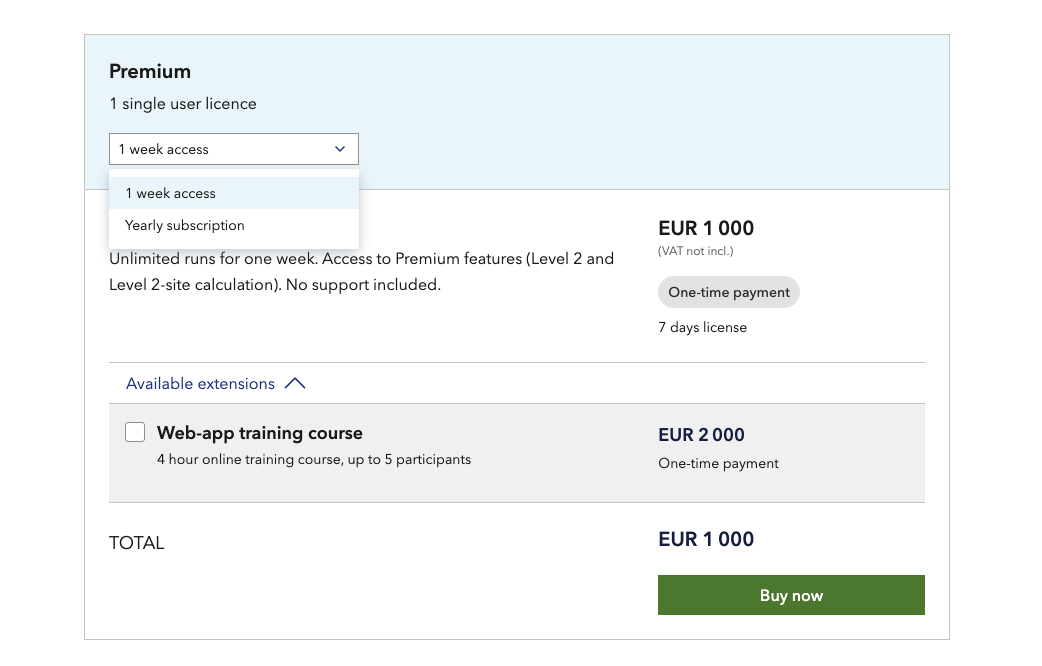 Premium
1 single user licence
1 week access
1 week access
Yearly subscription
EUR 1 000
(VAT not incl.)
Unlimited runs for one week. Access to Premium features (Level 2 and
Level 2-site calculation). No support included.
One-time payment
7 days license
Available extensions
Web-app training course
EUR 2 000
4 hour online training course, up to 5 participants
One-time payment
TOTAL
EUR 1 000
Buy now